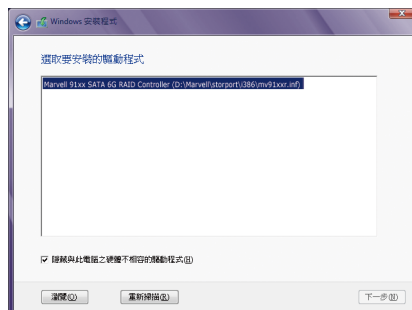 Windows 安裝程式
選取要安裝的驅動程式
Marvell 91xx SATA 6G RAID Controller (D:\Marvell\storport\i386\mv91xxr.inf)
隱藏與此電腦之硬體不相容的驅動程式(H)
瀏覽(O)
重新掃描(R)
下一步(N)